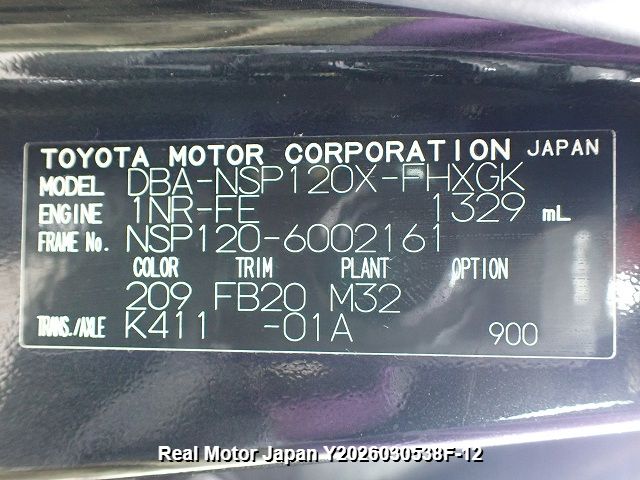 TOYOTA MOTOR CORPORATION JAPAN
MODEL DBA-NSP120X-FHXGK
ENGINE 1NR-FE 1329 mL
FRAME No. NSP120-6002161
COLOR TRIM PLANT OPTION
209 FB20 M32
TRANS./AXLE K411 -01A 900
Real Motor Japan Y2026030538F-12